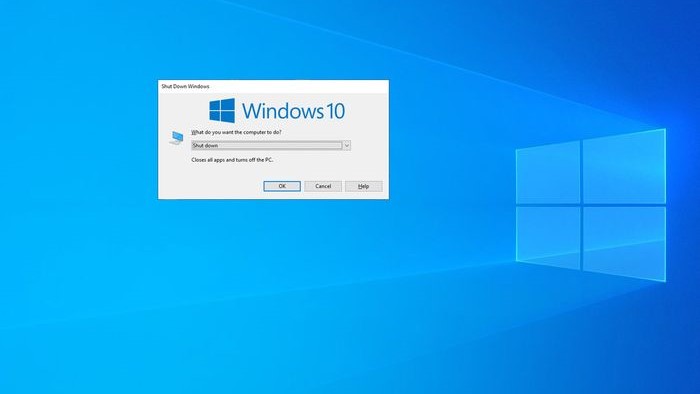 Shut Down Windows
Windows 10
What do you want the computer to do?
Shut down
Closes all apps and turns off the PC.
OK
Cancel
Help